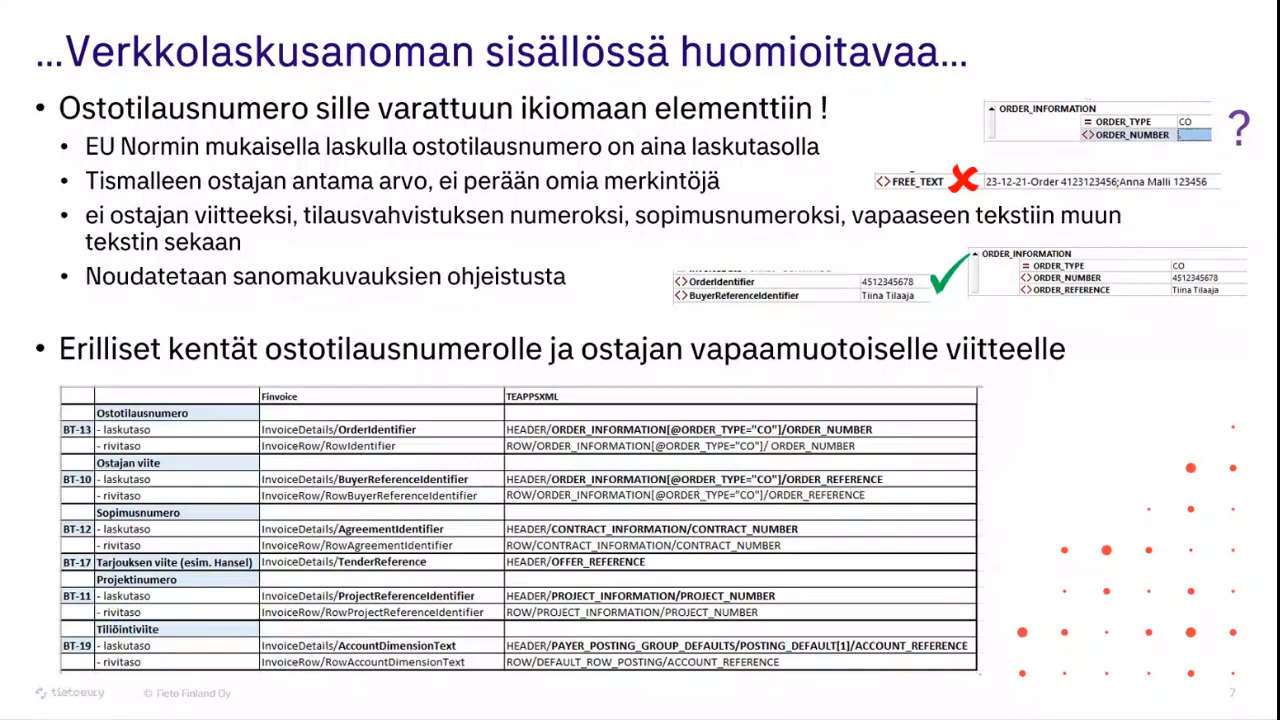 ...Verkkolaskusanoman sisällössä huomioitavaa...
• Ostotilausnumero sille varattuun ikiomaan elementtiin !
• EU Normin mukaisella laskulla ostotilausnumero on aina laskutasolla
• Tismalleen ostajan antama arvo, ei perään omia merkintöjä
• ei ostajan viitteeksi, tilausvahvistuksen numeroksi, sopimusnumeroksi, vapaaseen tekstiin muun
tekstin sekaan
• Noudatetaan sanomakuvauksien ohjeistusta
ORDER_INFORMATION
= ORDER_TYPE CO
<> ORDER_NUMBER
?
<> FREE_TEXT 23-12-21-Order 4123123456;Anna Malli 123456
<> OrderIdentifier 4512345678
<> BuyerReferenceIdentifier Tiina Tilaaja
ORDER_INFORMATION
= ORDER_TYPE CO
<> ORDER_NUMBER 4512345678
<> ORDER_REFERENCE Tiina Tilaaja
• Erilliset kentät ostotilausnumerolle ja ostajan vapaamuotoiselle viitteelle
Finvoice TEAPPSXML
Ostotilausnumero
BT-13 - laskutaso InvoiceDetails/OrderIdentifier HEADER/ORDER_INFORMATION[@ORDER_TYPE="CO"]/ORDER_NUMBER
- rivitaso InvoiceRow/RowIdentifier ROW/ORDER_INFORMATION[@ORDER_TYPE="CO"]/ ORDER_NUMBER
Ostajan viite
BT-10 - laskutaso InvoiceDetails/BuyerReferenceIdentifier HEADER/ORDER_INFORMATION[@ORDER_TYPE="CO"]/ORDER_REFERENCE
- rivitaso InvoiceRow/RowBuyerReferenceIdentifier ROW/ORDER_INFORMATION[@ORDER_TYPE="CO"]/ORDER_REFERENCE
Sopimusnumero
BT-12 - laskutaso InvoiceDetails/AgreementIdentifier HEADER/CONTRACT_INFORMATION/CONTRACT_NUMBER
- rivitaso InvoiceRow/RowAgreementIdentifier ROW/CONTRACT_INFORMATION/CONTRACT_NUMBER
BT-17 Tarjouksen viite (esim. Hansel) InvoiceDetails/TenderReference HEADER/OFFER_REFERENCE
Projektinumero
BT-11 - laskutaso InvoiceDetails/ProjectReferenceIdentifier HEADER/PROJECT_INFORMATION/PROJECT_NUMBER
- rivitaso InvoiceRow/RowProjectReferenceIdentifier ROW/PROJECT_INFORMATION/PROJECT_NUMBER
Tiliöintiviite
BT-19 - laskutaso InvoiceDetails/AccountDimensionText HEADER/PAYER_POSTING_GROUP_DEFAULTS/POSTING_DEFAULT[1]/ACCOUNT_REFERENCE
- rivitaso InvoiceRow/RowAccountDimensionText ROW/DEFAULT_ROW_POSTING/ACCOUNT_REFERENCE
tietoevry © Tieto Finland Oy 7